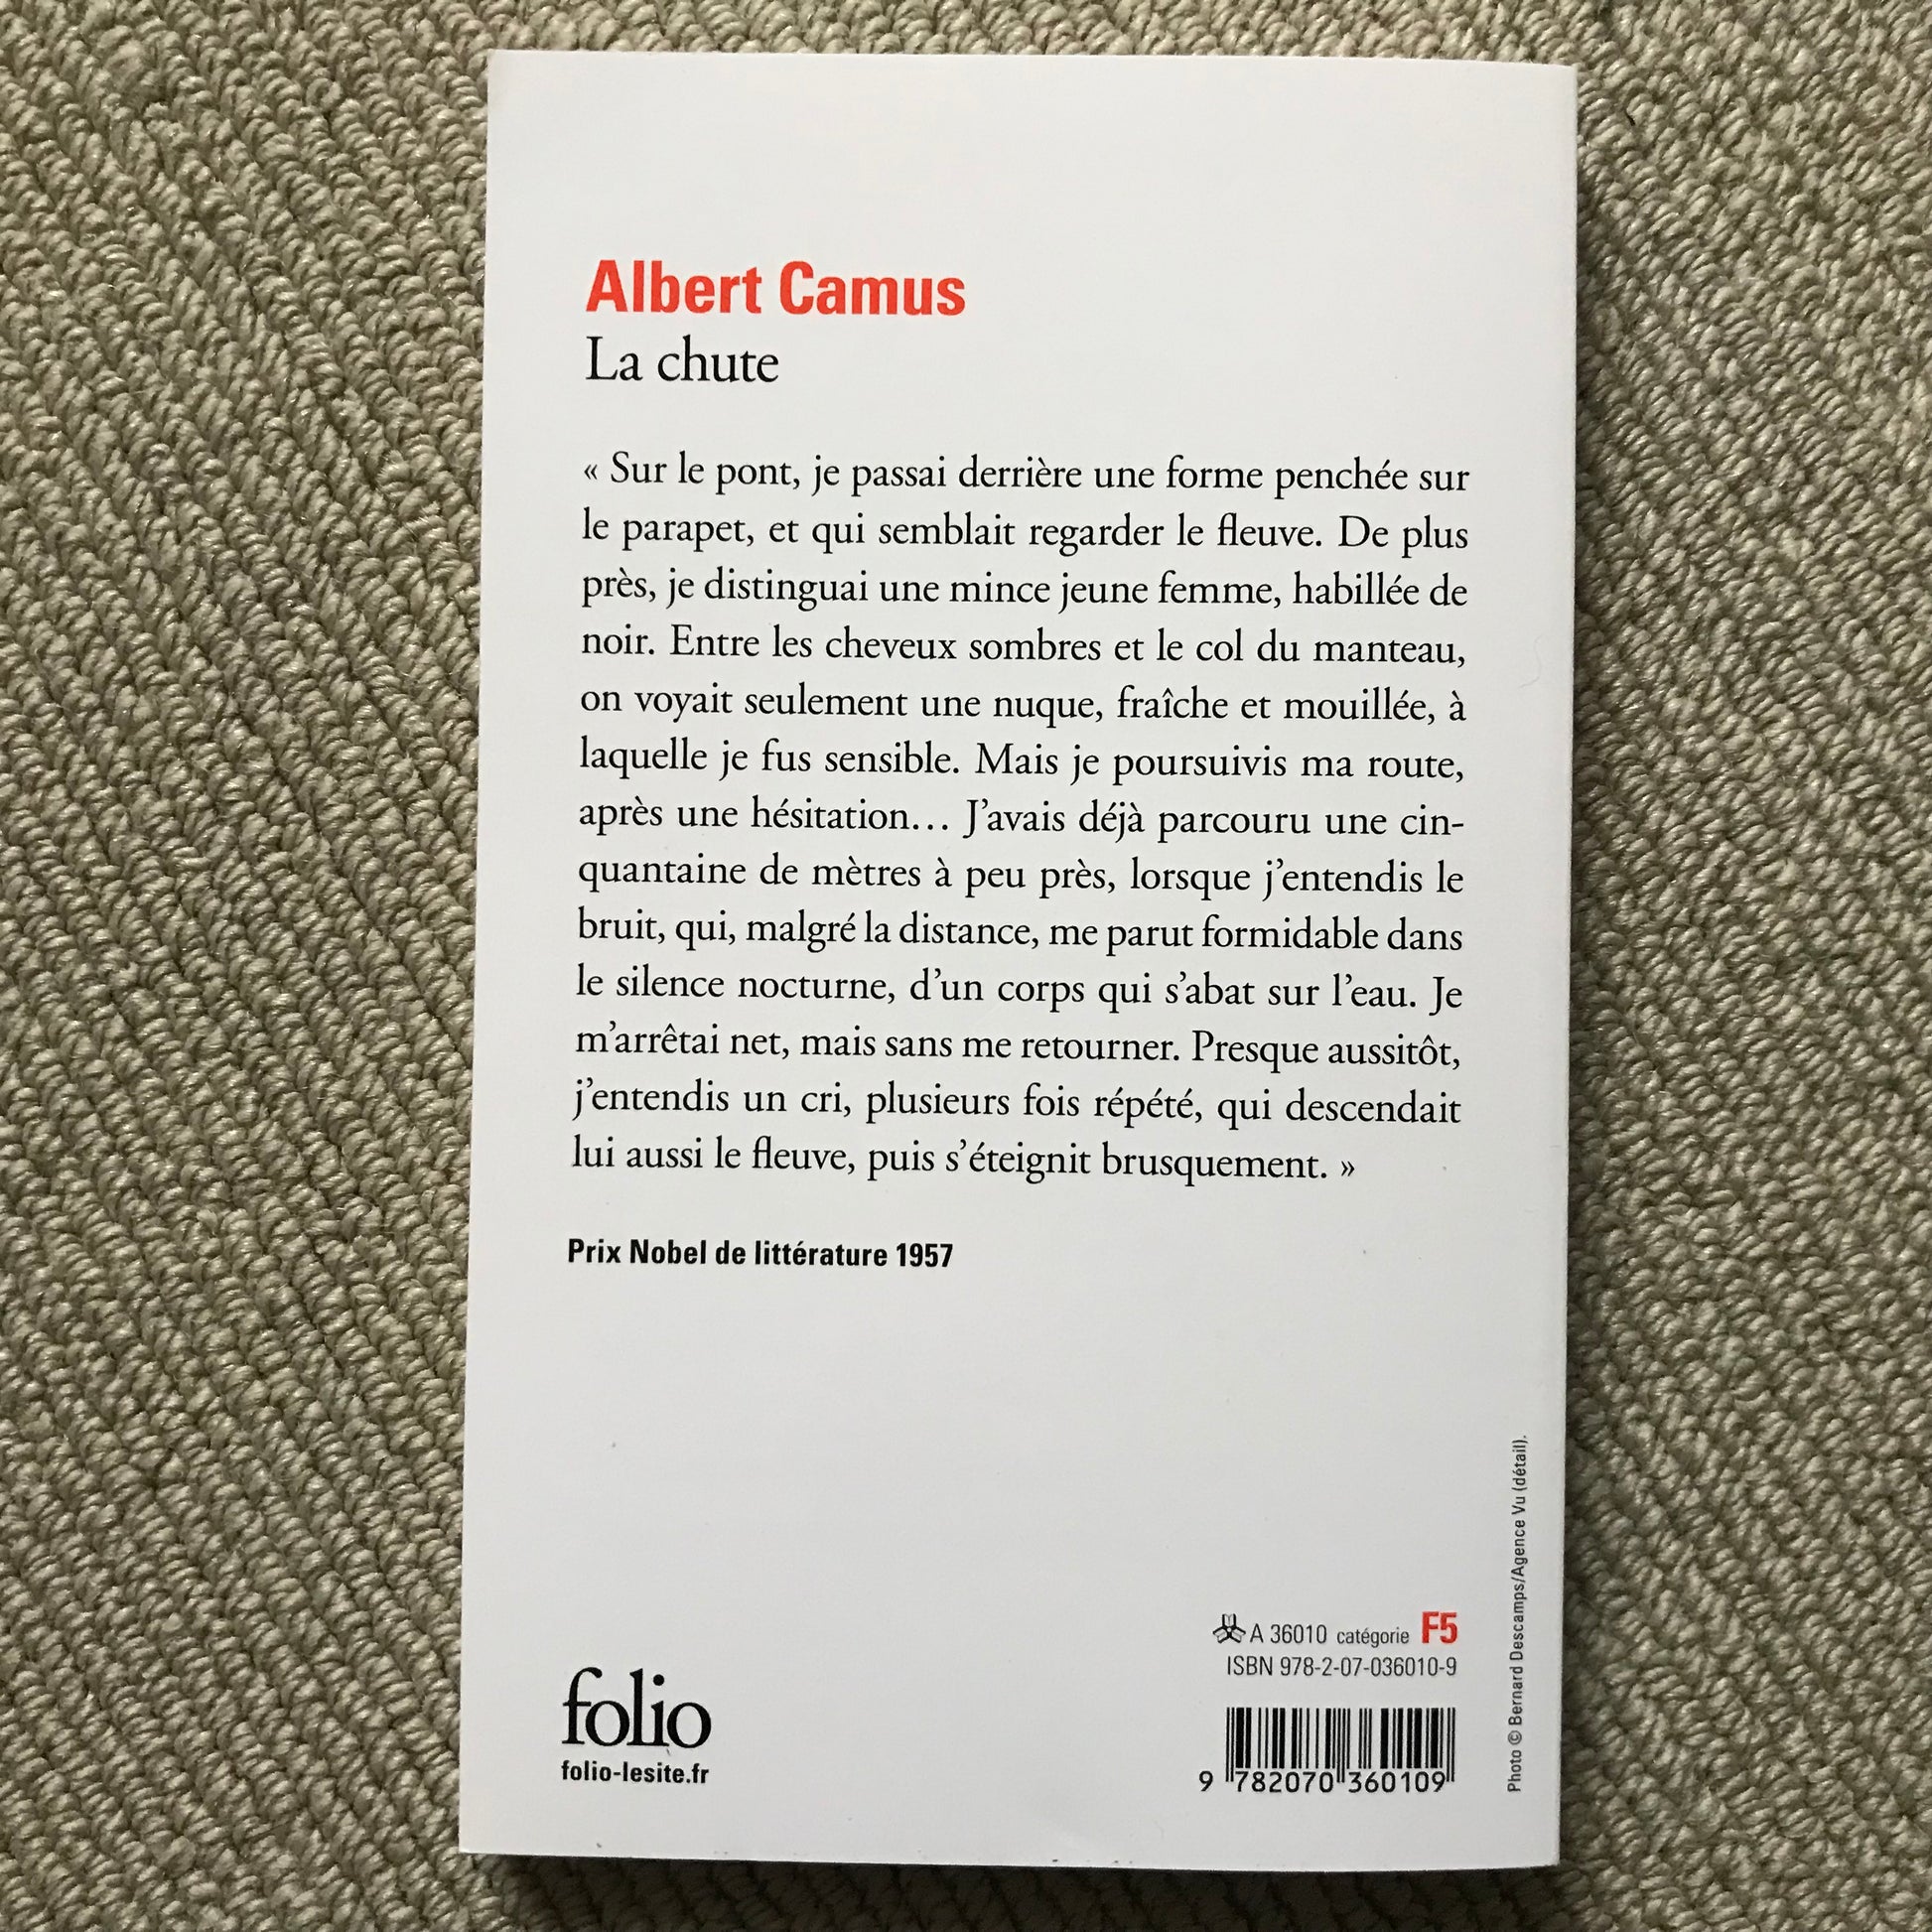 Albert Camus
La chute
« Sur le pont, je passai derrière une forme penchée sur
le parapet, et qui semblait regarder le fleuve. De plus
près, je distinguai une mince jeune femme, habillée de
noir. Entre les cheveux sombres et le col du manteau,
on voyait seulement une nuque, fraîche et mouillée, à
laquelle je fus sensible. Mais je poursuivis ma route,
après une hésitation… J’avais déjà parcouru une cin-
quantaine de mètres à peu près, lorsque j’entendis le
bruit, qui, malgré la distance, me parut formidable dans
le silence nocturne, d’un corps qui s’abat sur l’eau. Je
m’arrêtai net, mais sans me retourner. Presque aussitôt,
j’entendis un cri, plusieurs fois répété, qui descendait
lui aussi le fleuve, puis s’éteignit brusquement. »
Prix Nobel de littérature 1957
folio
folio-lesite.fr
A 36010 catégorie F5
ISBN 978-2-07-036010-9
9 782070 360109
Photo © Bernard Descamps/Agence Vu (détail).